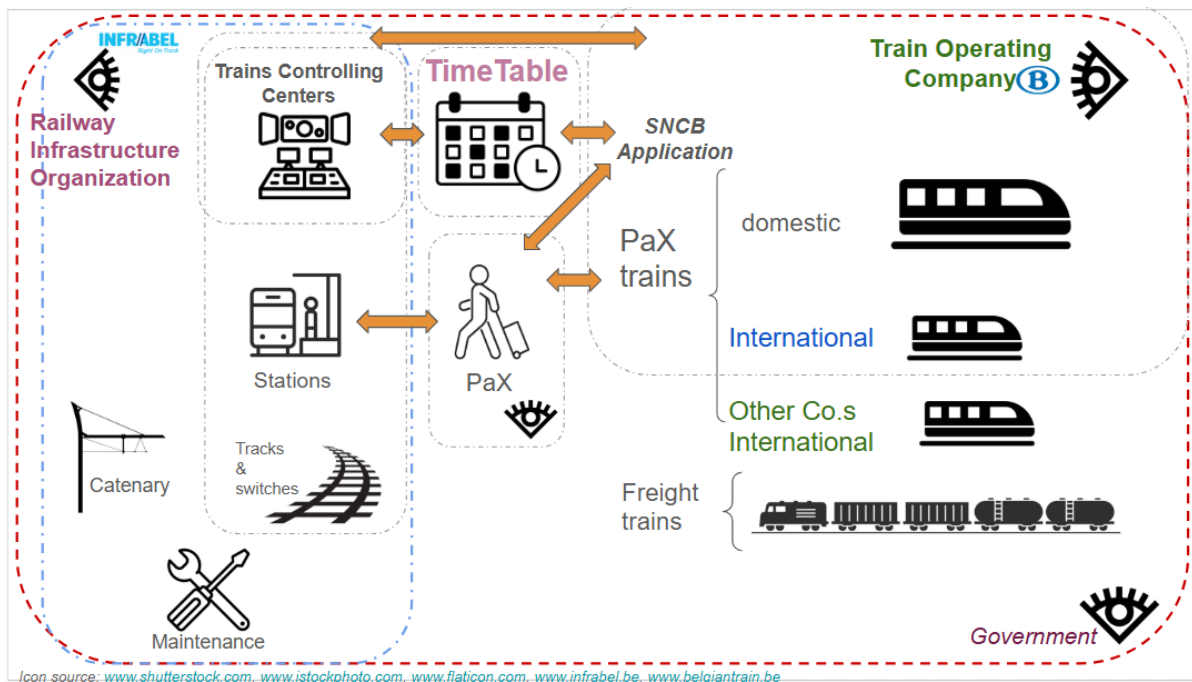 INFRABEL
Right On Track
Railway
Infrastructure
Organization
Trains Controlling
Centers
TimeTable
Train Operating
Company
B
SNCB
Application
PaX
trains
domestic
International
Other Co.s
International
Freight
trains
Stations
PaX
Tracks
&
switches
Catenary
Maintenance
Government
Icon source: www.shutterstock.com, www.istockphoto.com, www.flaticon.com, www.infrabel.be, www.belgiantrain.be